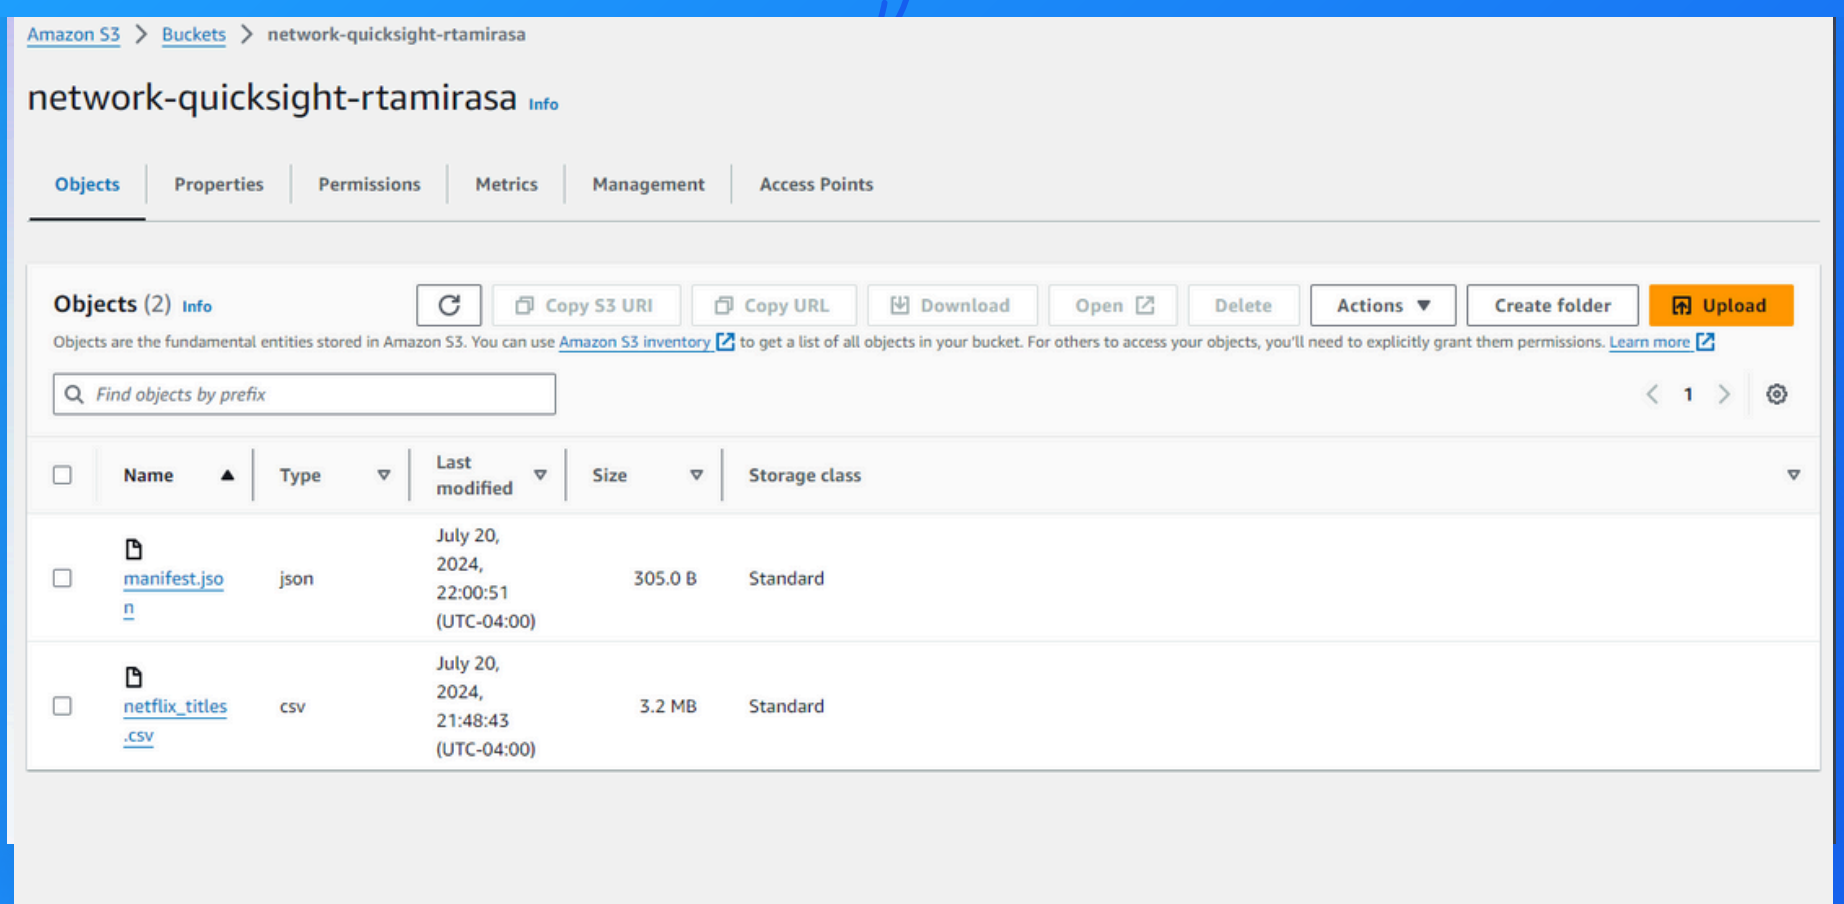 Amazon S3 > Buckets > network-quicksight-rtamirasa
network-quicksight-rtamirasa Info
Objects Properties Permissions Metrics Management Access Points
Objects (2) Info Copy S3 URI Copy URL Download Open Delete Actions Create folder Upload
Objects are the fundamental entities stored in Amazon S3. You can use Amazon S3 inventory to get a list of all objects in your bucket. For others to access your objects, you'll need to explicitly grant them permissions. Learn more
Find objects by prefix 1
Name Type Last modified Size Storage class
manifest.jso
n
json
July 20,
2024,
22:00:51
(UTC-04:00)
305.0 B
Standard
netflix_titles
.csv
csv
July 20,
2024,
21:48:43
(UTC-04:00)
3.2 MB
Standard